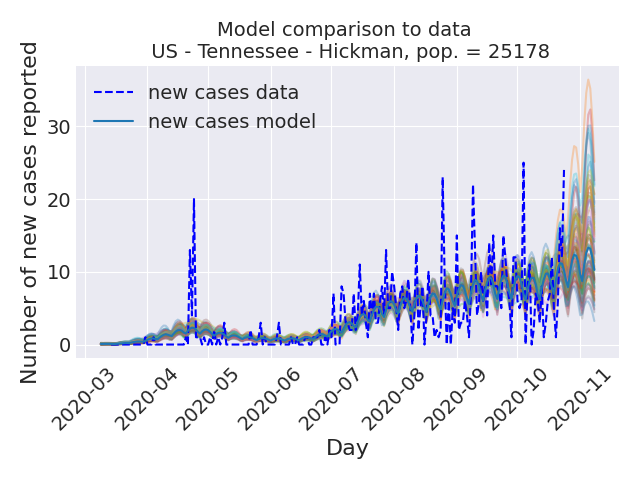 Model comparison to data
US - Tennessee - Hickman, pop. = 25178
new cases data
new cases model
Number of new cases reported
30
20
10
0
2020-03
2020-04
2020-05
2020-06
2020-07
2020-08
2020-09
2020-10
2020-11
Day